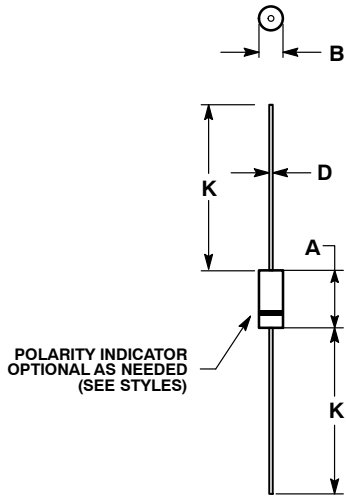 B
K
D
A
POLARITY INDICATOR
OPTIONAL AS NEEDED
(SEE STYLES)
K